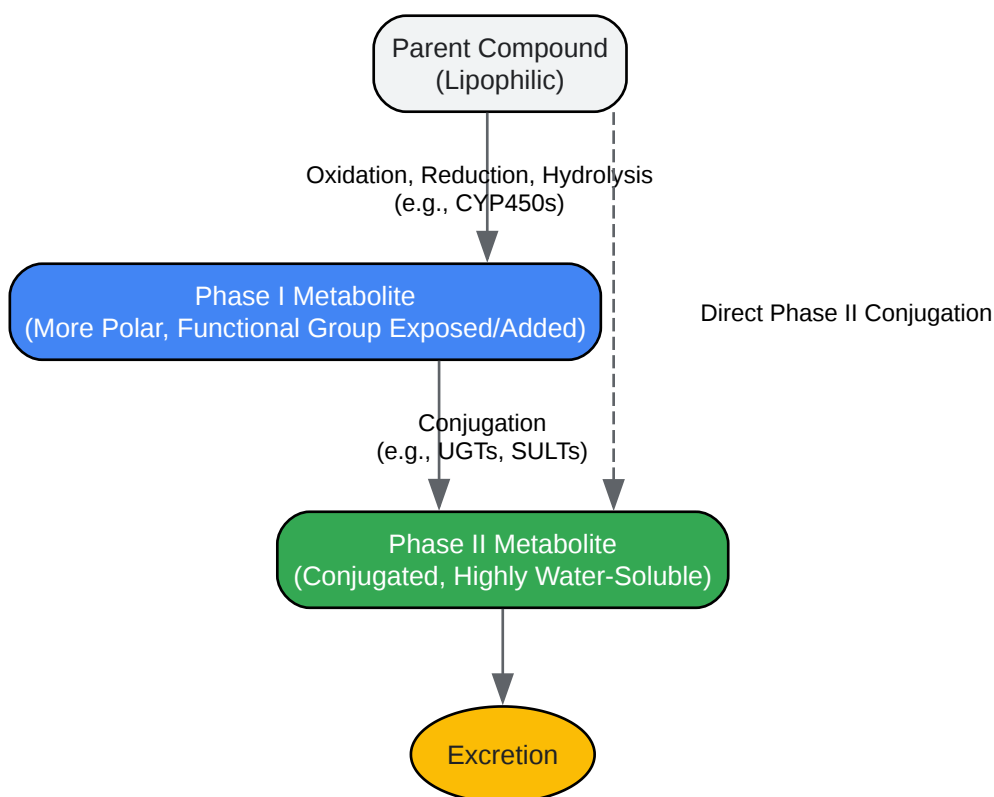 Parent Compound
(Lipophilic)
Oxidation, Reduction, Hydrolysis
(e.g., CYP450s)
Phase I Metabolite
(More Polar, Functional Group Exposed/Added)
Direct Phase II Conjugation
Conjugation
(e.g., UGTs, SULTs)
Phase II Metabolite
(Conjugated, Highly Water-Soluble)
Excretion